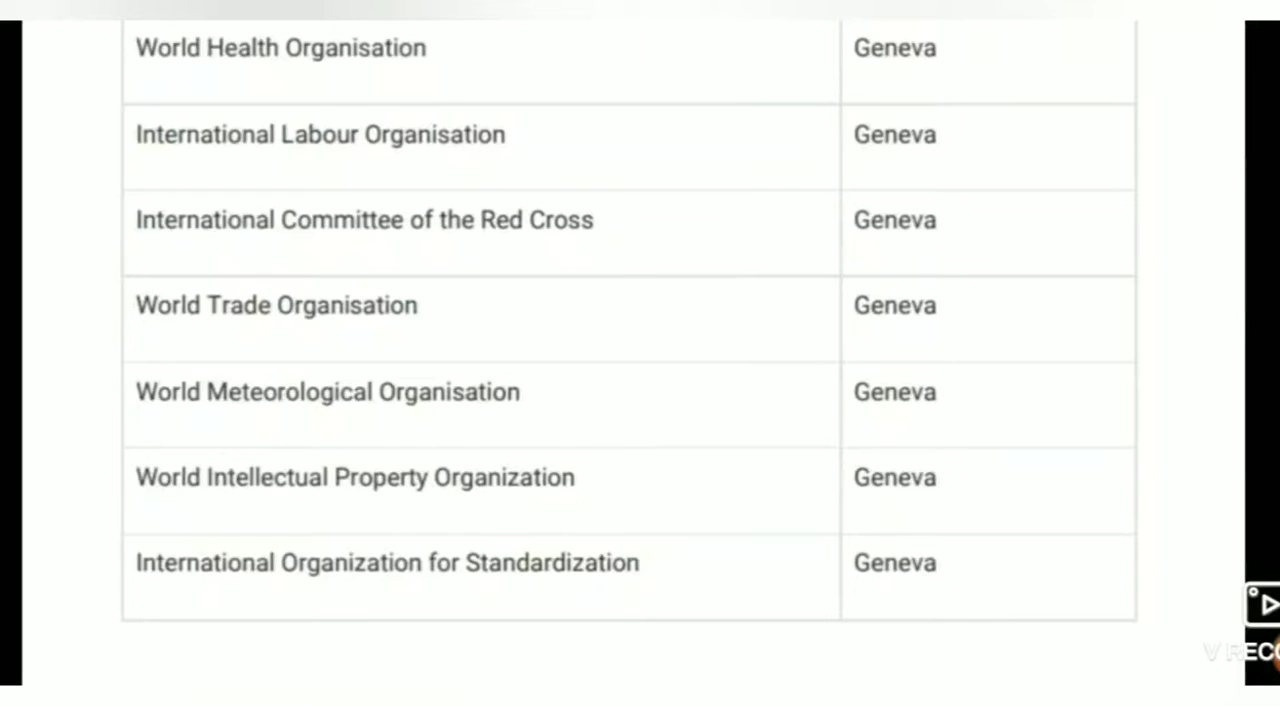 World Health Organisation Geneva
International Labour Organisation Geneva
International Committee of the Red Cross Geneva
World Trade Organisation Geneva
World Meteorological Organisation Geneva
World Intellectual Property Organization Geneva
International Organization for Standardization Geneva
V REC